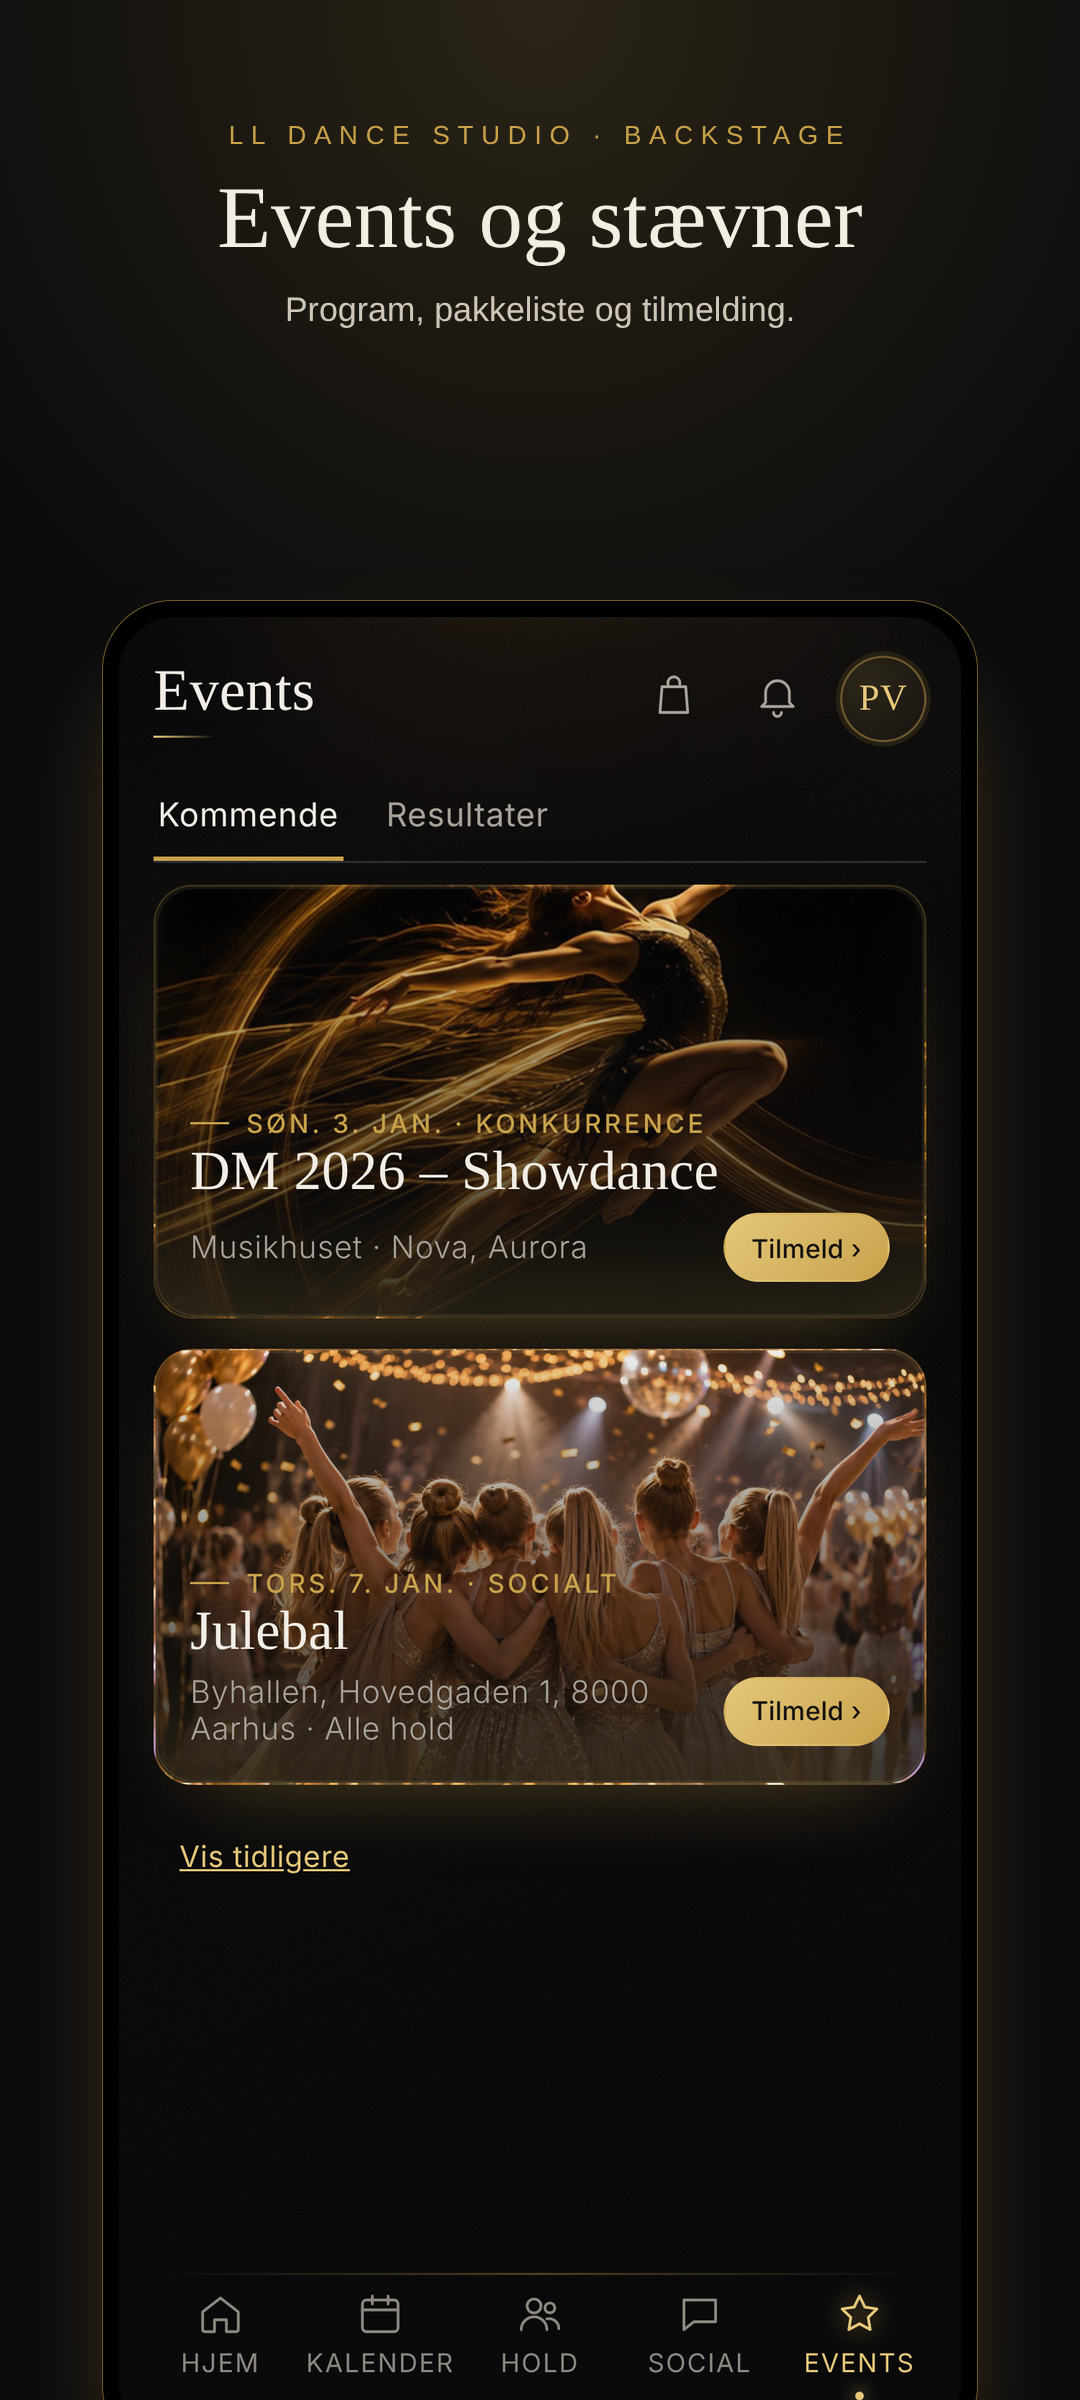 LL DANCE STUDIO · BACKSTAGE
Events og stævner
Program, pakkeliste og tilmelding.
Events
PV
Kommende
Resultater
SØN. 3. JAN. · KONKURRENCE
DM 2026 – Showdance
Musikhuset · Nova, Aurora
Tilmeld ›
TORS. 7. JAN. · SOCIALT
Julebal
Byhallen, Hovedgaden 1, 8000
Aarhus · Alle hold
Tilmeld ›
Vis tidligere
HJEM
KALENDER
HOLD
SOCIAL
EVENTS